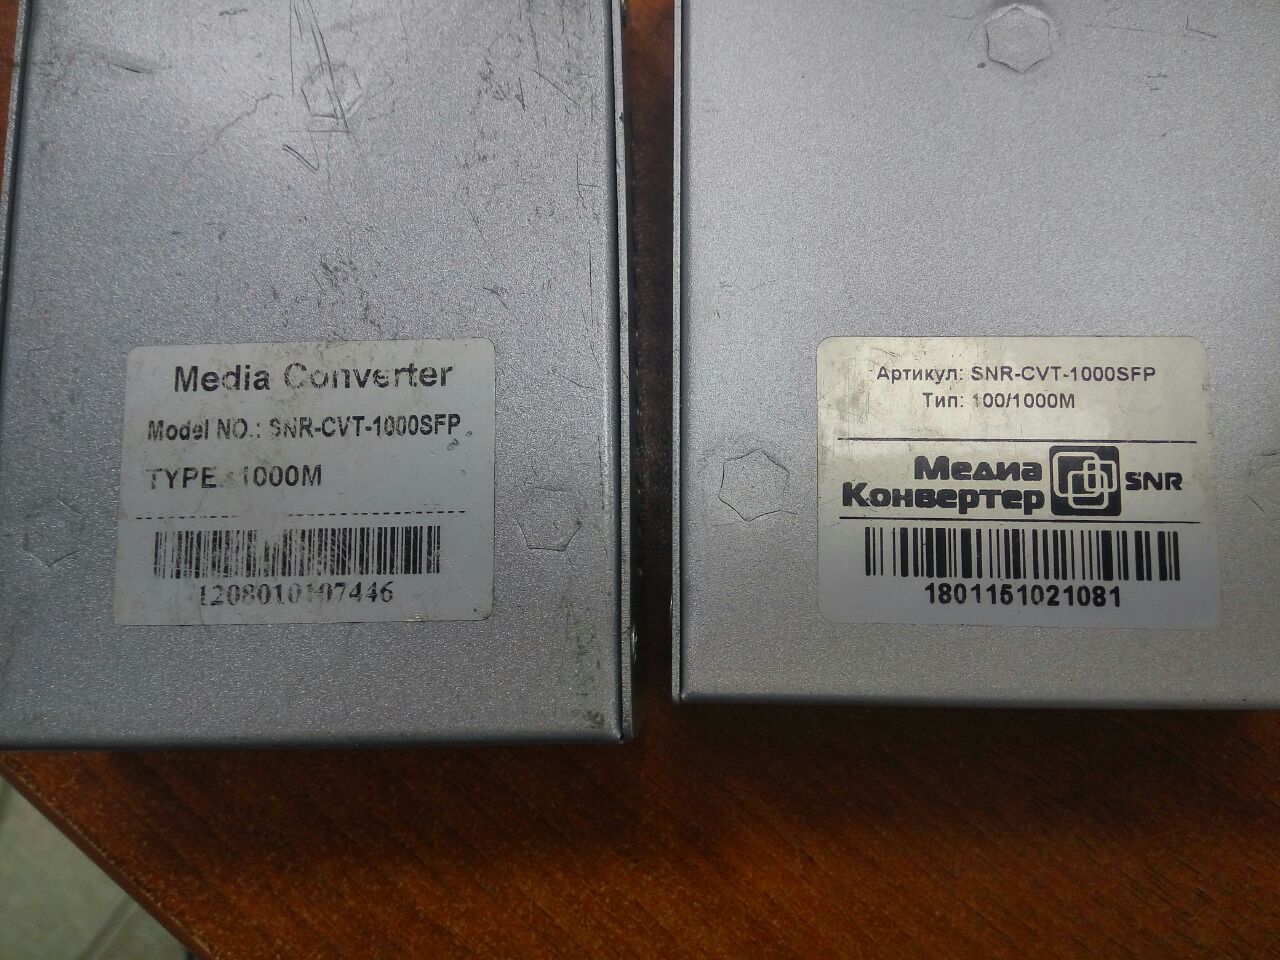 Media Converter
Model NO.: SNR-CVT-1000SFP
TYPE: 1000M
1208010107446
Артикул: SNR-CVT-1000SFP
Тип: 100/1000M
Медиа
Конвертер
SNR
1801151021081